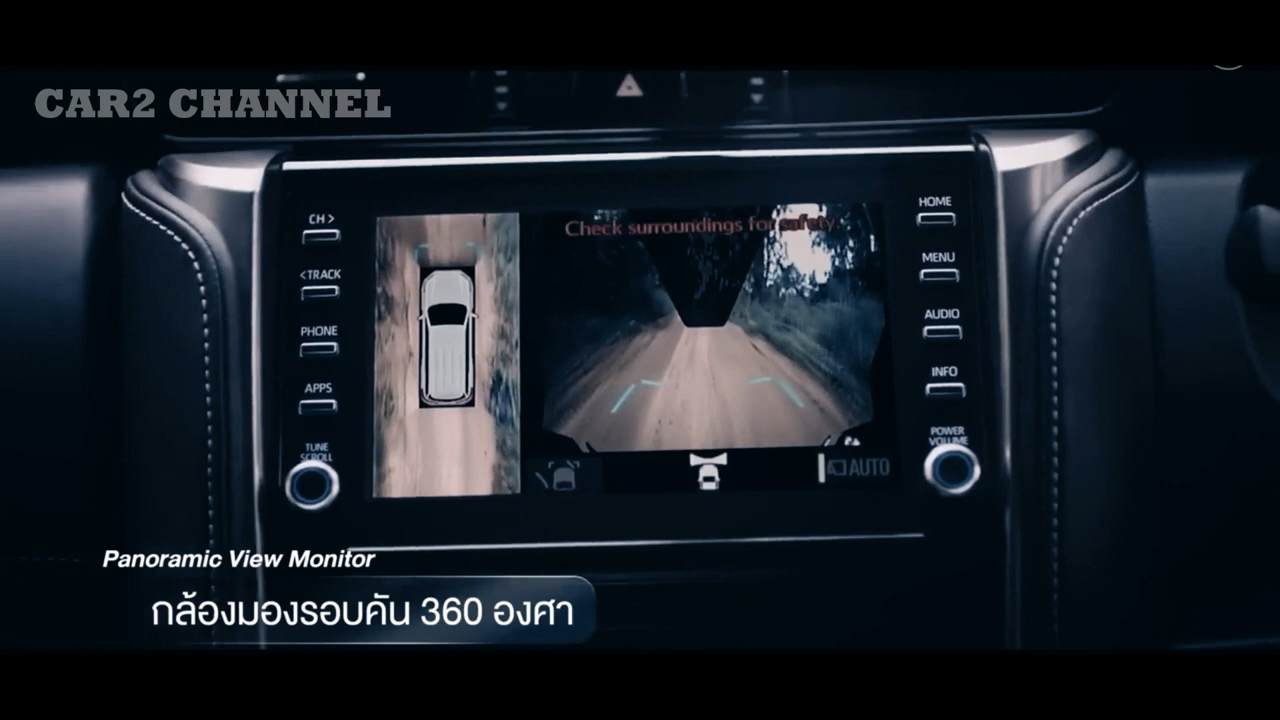 CAR2 CHANNEL
CH >
< TRACK
PHONE
APPS
TUNE
SCROLL
Check surroundings for safety.
AUTO
HOME
MENU
AUDIO
INFO
POWER
VOLUME
Panoramic View Monitor
กล้องมองรอบคัน 360 องศา